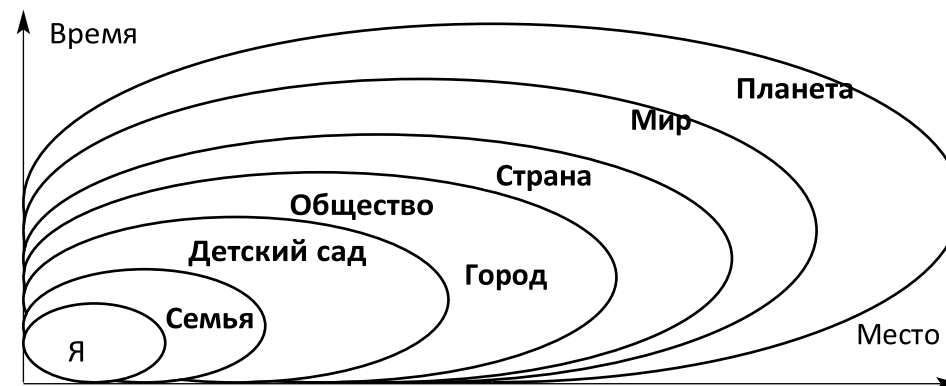 Время
Планета
Мир
Страна
Общество
Детский сад
Город
Семья
Место
Я